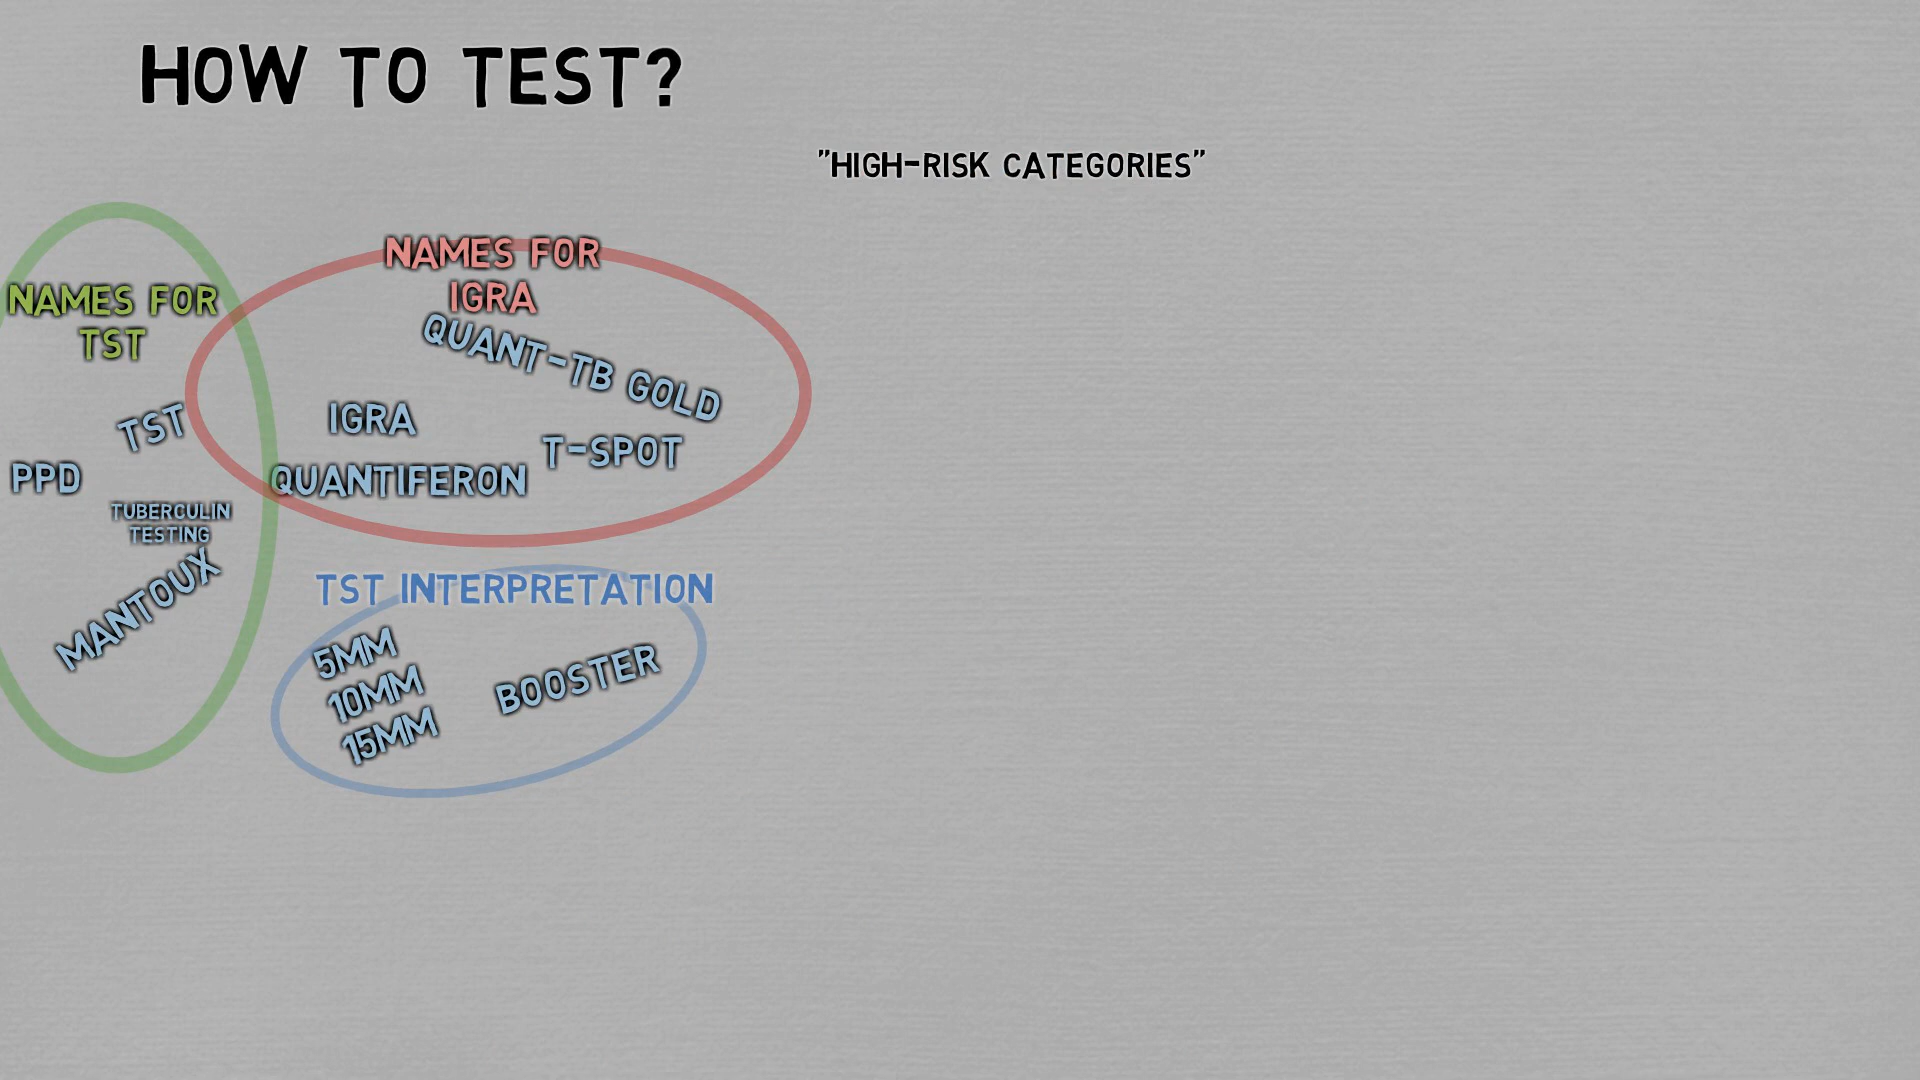 HOW TO TEST?
"HIGH-RISK CATEGORIES"
NAMES FOR
TST
TST
PPD
TUBERCULIN
TESTING
MANTOUX
NAMES FOR
IGRA
QUANT-TB GOLD
IGRA
T-SPOT
QUANTIFERON
TST INTERPRETATION
5MM
10MM
15MM
BOOSTER